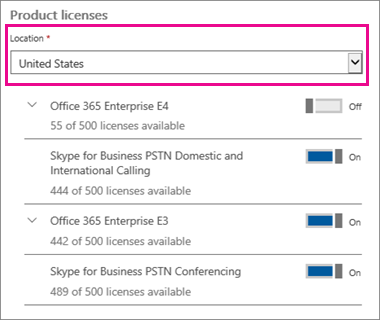 Product licenses
Location *
United States
Office 365 Enterprise E4
Off
55 of 500 licenses available
Skype for Business PSTN Domestic and
International Calling
On
444 of 500 licenses available
Office 365 Enterprise E3
On
442 of 500 licenses available
Skype for Business PSTN Conferencing
On
489 of 500 licenses available